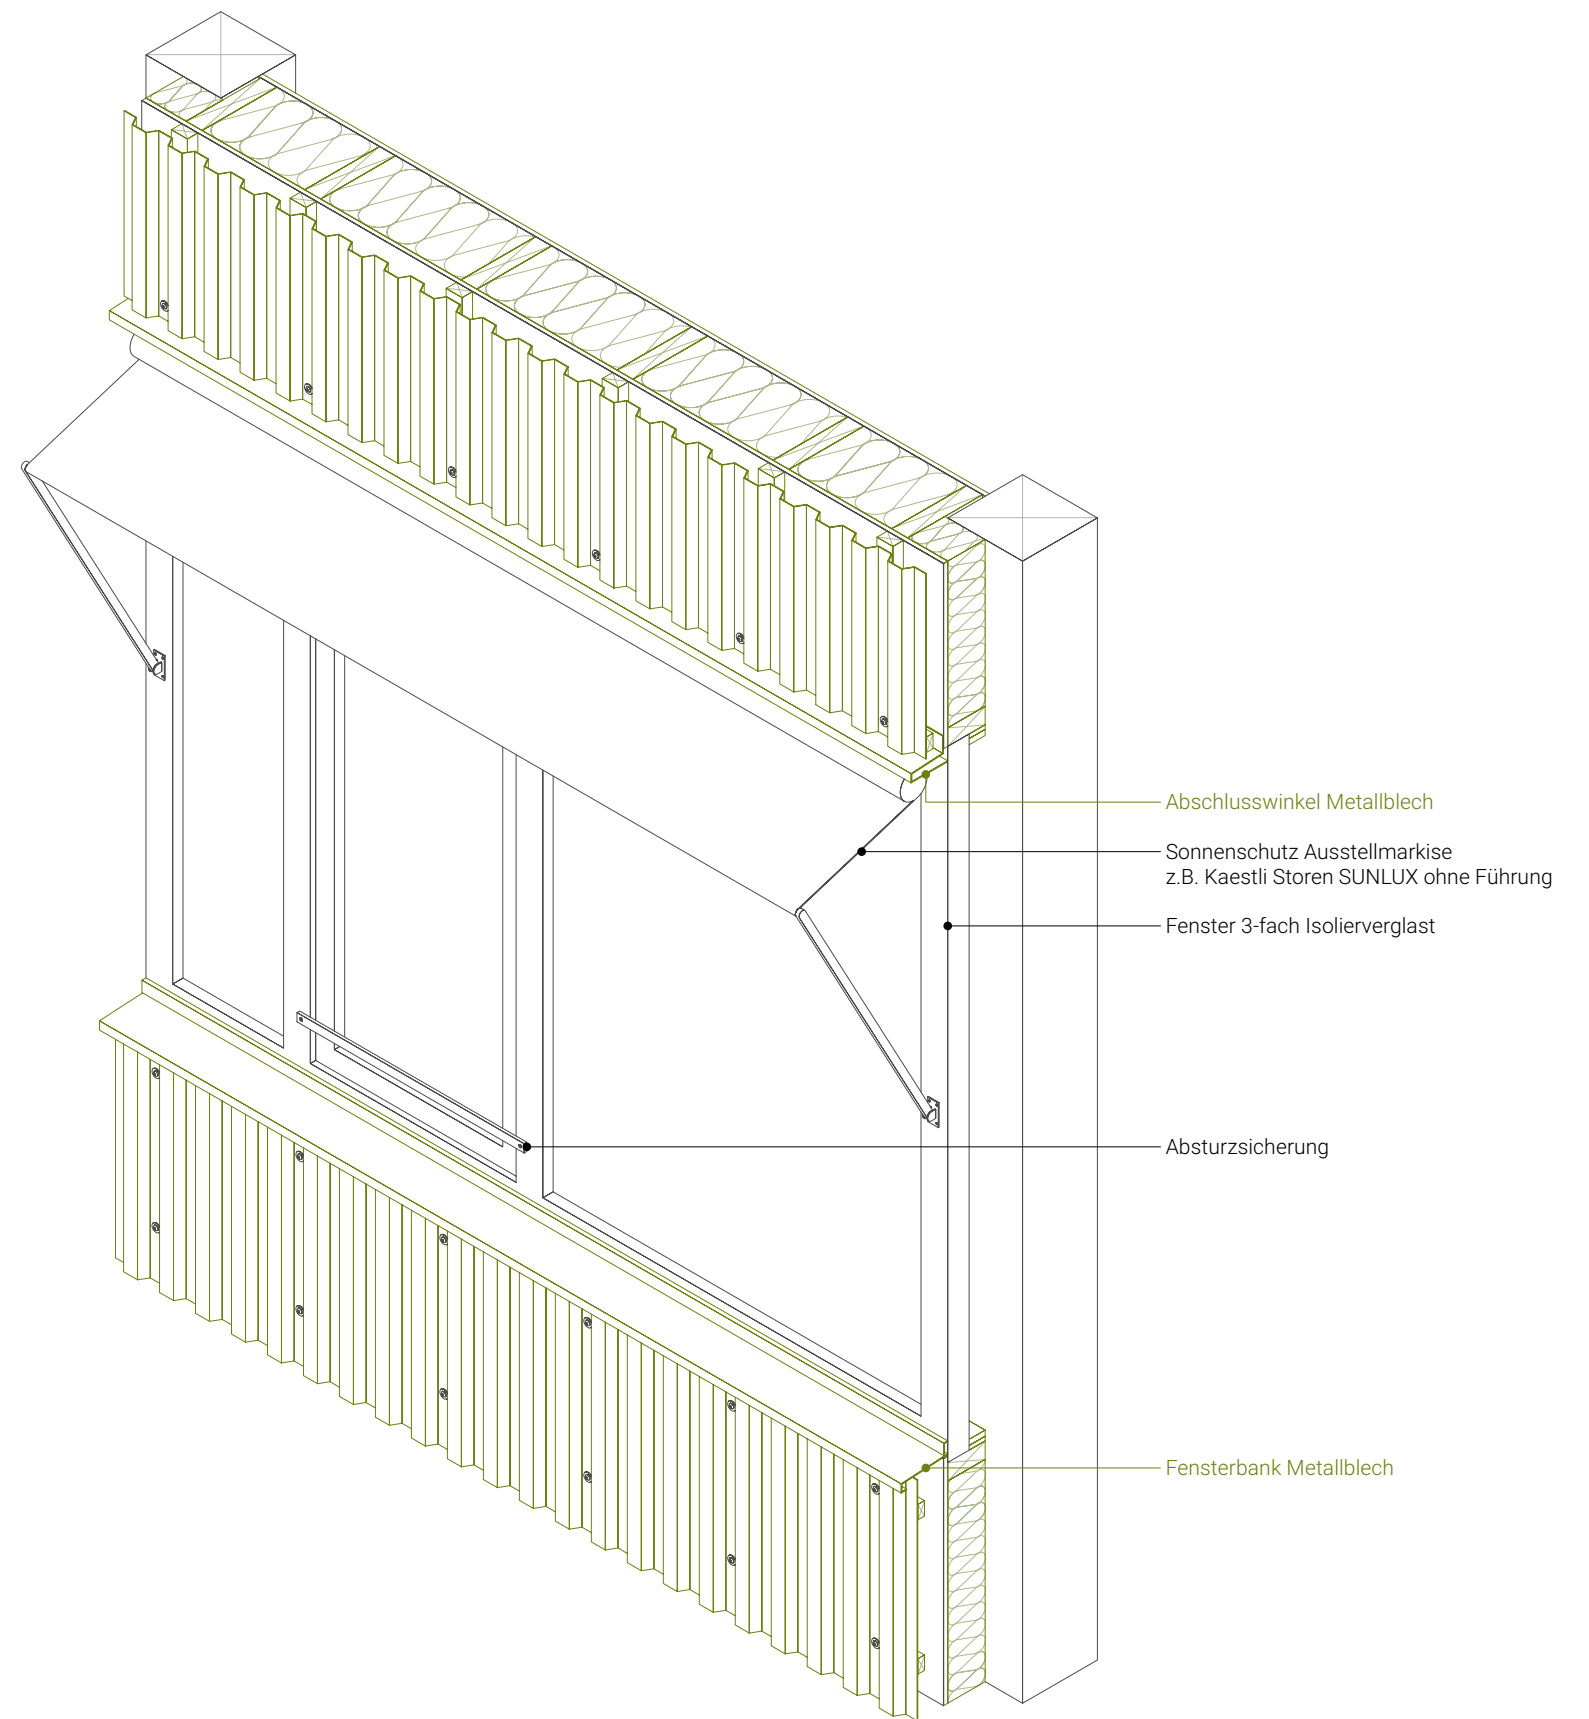 Abschlusswinkel Metallblech
Sonnenschutz Ausstellmarkise
z.B. Kaestli Storen SUNLUX ohne Führung
Fenster 3-fach Isolierverglast
Absturzsicherung
Fensterbank Metallblech